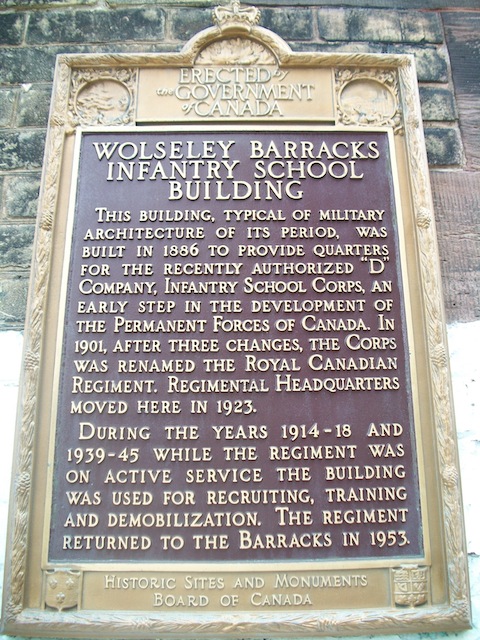 ERECTED by
the GOVERNMENT
of CANADA
WOLSELEY BARRACKS
INFANTRY SCHOOL
BUILDING
THIS BUILDING, TYPICAL OF MILITARY
ARCHITECTURE OF ITS PERIOD, WAS
BUILT IN 1886 TO PROVIDE QUARTERS
FOR THE RECENTLY AUTHORIZED "D"
COMPANY, INFANTRY SCHOOL CORPS, AN
EARLY STEP IN THE DEVELOPMENT OF
THE PERMANENT FORCES OF CANADA. IN
1901, AFTER THREE CHANGES, THE CORPS
WAS RENAMED THE ROYAL CANADIAN
REGIMENT. REGIMENTAL HEADQUARTERS
MOVED HERE IN 1923.
DURING THE YEARS 1914-18 AND
1939-45 WHILE THE REGIMENT WAS
ON ACTIVE SERVICE THE BUILDING
WAS USED FOR RECRUITING, TRAINING
AND DEMOBILIZATION. THE REGIMENT
RETURNED TO THE BARRACKS IN 1953.
HISTORIC SITES AND MONUMENTS
BOARD OF CANADA